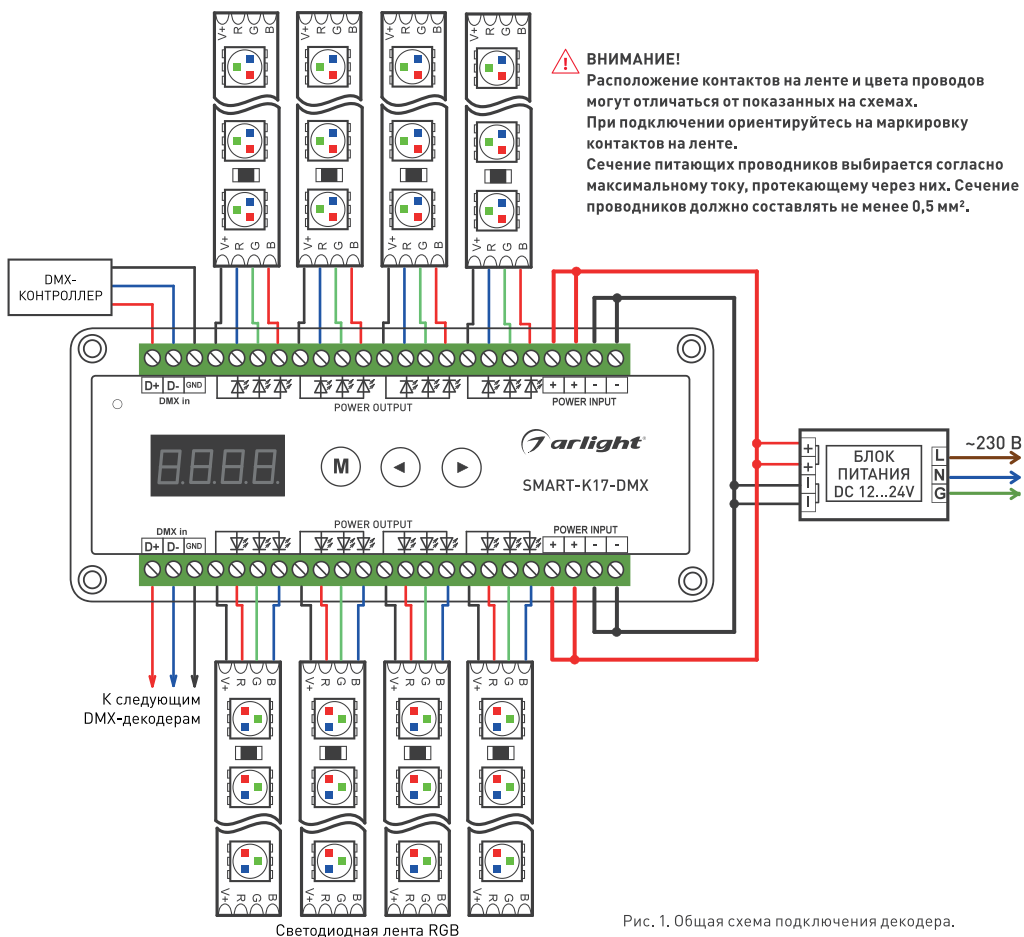 V+ R G B
V+ R G B
V+ R G B
V+ R G B
ВНИМАНИЕ!
Расположение контактов на ленте и цвета проводов
могут отличаться от показанных на схемах.
При подключении ориентируйтесь на маркировку
контактов на ленте.
Сечение питающих проводников выбирается согласно
максимальному току, протекающему через них. Сечение
проводников должно составлять не менее 0,5 мм².
V+ R G B
V+ R G B
V+ R G B
V+ R G B
DMX-
КОНТРОЛЛЕР
D+ D- GND
DMX in
POWER OUTPUT
+ + - -
POWER INPUT
8.8.8.8.
M
arlight
SMART-K17-DMX
+
+
–
–
БЛОК
ПИТАНИЯ
DC 12...24V
L
N
G
~230 В
DMX in
D+ D- GND
POWER OUTPUT
POWER INPUT
+ + - -
К следующим
DMX-декодерам
V+ R G B
V+ R G B
V+ R G B
V+ R G B
V+ R G B
V+ R G B
V+ R G B
V+ R G B
Светодиодная лента RGB
Рис. 1. Общая схема подключения декодера.